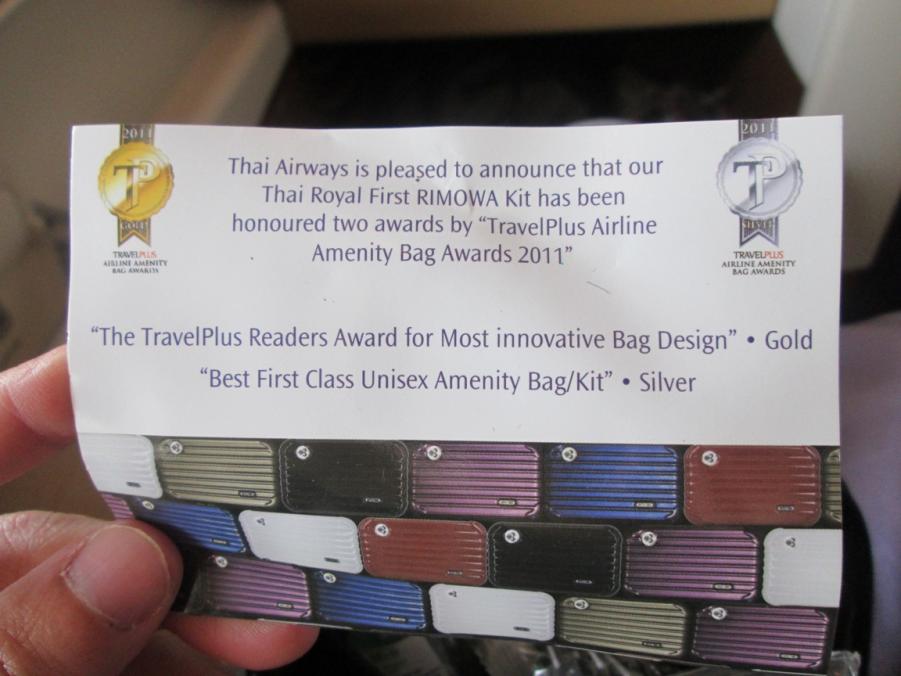 2011
TP
GOLD
TRAVELPLUS
AIRLINE AMENITY
BAG AWARDS
Thai Airways is pleased to announce that our
Thai Royal First RIMOWA Kit has been
honoured two awards by “TravelPlus Airline
Amenity Bag Awards 2011”
2011
TP
SILVER
TRAVELPLUS
AIRLINE AMENITY
BAG AWARDS
“The TravelPlus Readers Award for Most innovative Bag Design” • Gold
“Best First Class Unisex Amenity Bag/Kit” • Silver